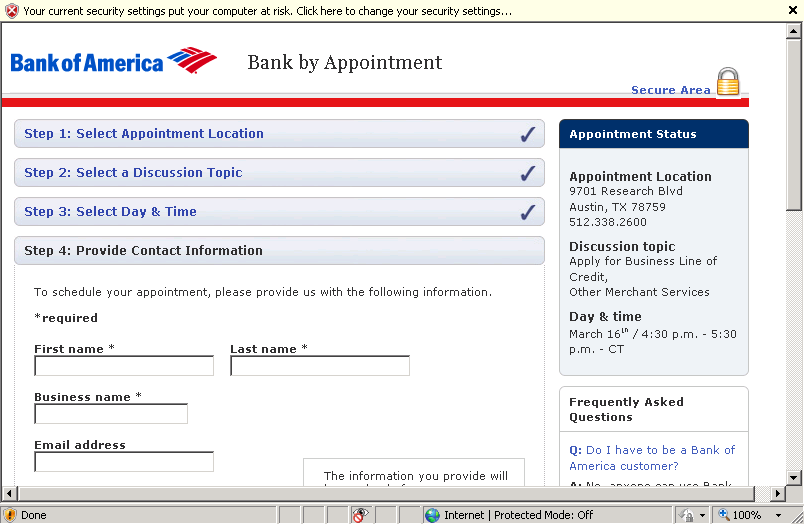 Your current security settings put your computer at risk. Click here to change your security settings...
Bank of America
Bank by Appointment
Secure Area
Step 1: Select Appointment Location
Step 2: Select a Discussion Topic
Step 3: Select Day & Time
Step 4: Provide Contact Information
To schedule your appointment, please provide us with the following information.
*required
First name *
Last name *
Business name *
Email address
The information you provide will
Appointment Status
Appointment Location
9701 Research Blvd
Austin, TX 78759
512.338.2600
Discussion topic
Apply for Business Line of
Credit,
Other Merchant Services
Day & time
March 16th / 4:30 p.m. - 5:30
p.m. - CT
Frequently Asked
Questions
Q: Do I have to be a Bank of
America customer?
A: No, anyone can use Bank
Done
Internet | Protected Mode: Off
100%